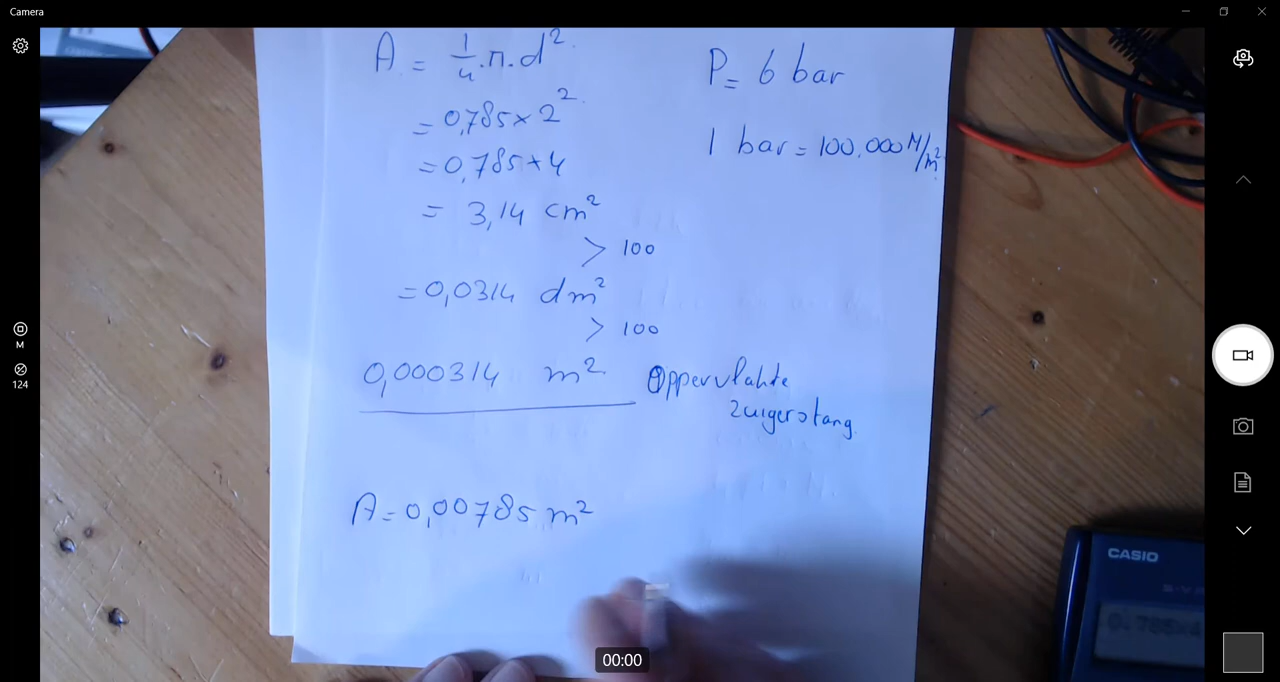 Camera
A = 1/4 . π . d².
= 0,785 × 2².
= 0,785 × 4
= 3,14 cm²
> 100
= 0,0314 dm²
> 100
0,000314 m²
Oppervlakte
zuigerstang.
A = 0,00785 m²
P = 6 bar
1 bar = 100.000 N/m²
M
124
CASIO
00:00